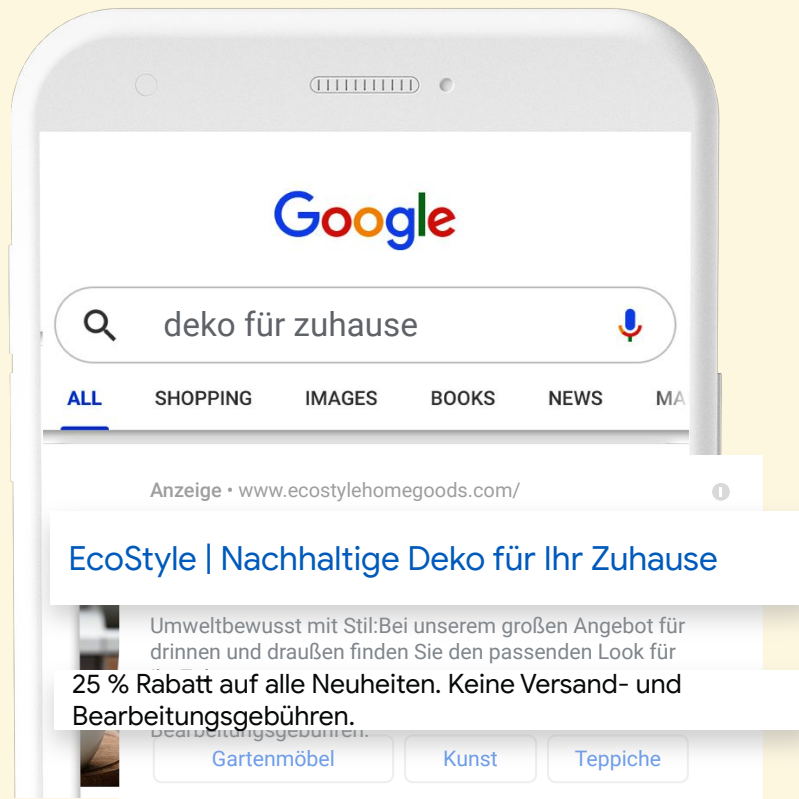 Google
deko für zuhause
ALL SHOPPING IMAGES BOOKS NEWS MA
Anzeige • www.ecostylehomegoods.com/
EcoStyle | Nachhaltige Deko für Ihr Zuhause
Umweltbewusst mit Stil:Bei unserem großen Angebot für
drinnen und draußen finden Sie den passenden Look für
25 % Rabatt auf alle Neuheiten. Keine Versand- und
Bearbeitungsgebühren.
Bearbeitungsgebühren.
Gartenmöbel Kunst Teppiche